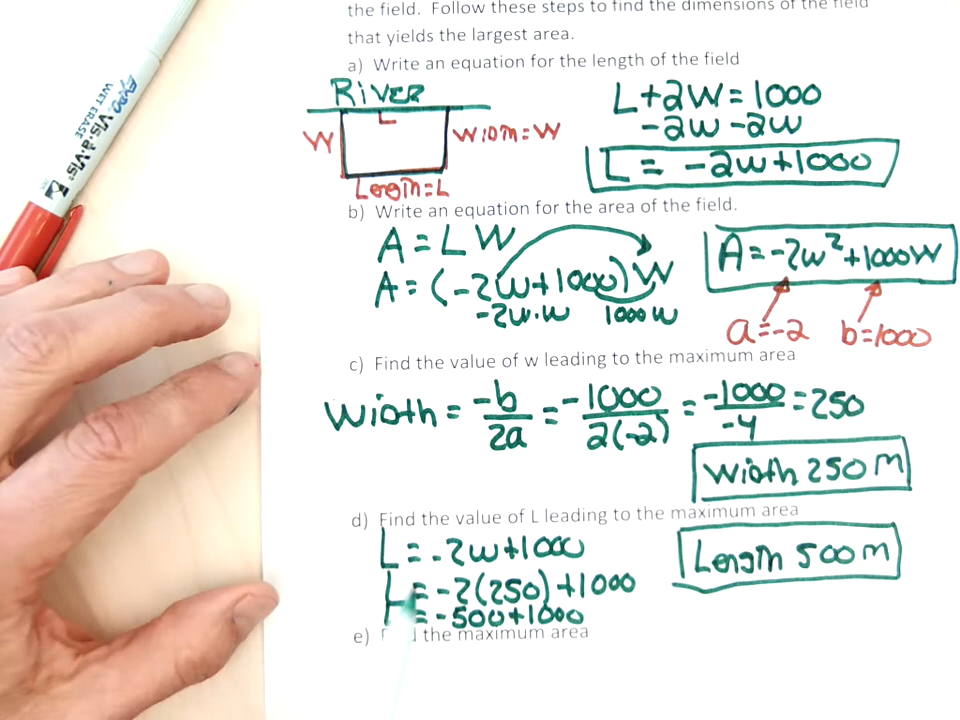 the field. Follow these steps to find the dimensions of the field
that yields the largest area.
a) Write an equation for the length of the field
RIVER
L
W
WIDTH=W
Length=L
L+2W=1000
-2W -2W
L= -2W+1000
b) Write an equation for the area of the field.
A=LW
A=(-2W+1000)W
-2W·W 1000W
A=-2W²+1000W
a=-2 b=1000
c) Find the value of w leading to the maximum area
Width = -b/2a = -1000/2(-2) = -1000/-4 = 250
Width 250 M
d) Find the value of L leading to the maximum area
L=-2W+1000
L=-2(250)+1000
L=-500+1000
Length 500 M
e) the maximum area
EXPO Vis.à.Vis
WET ERASE